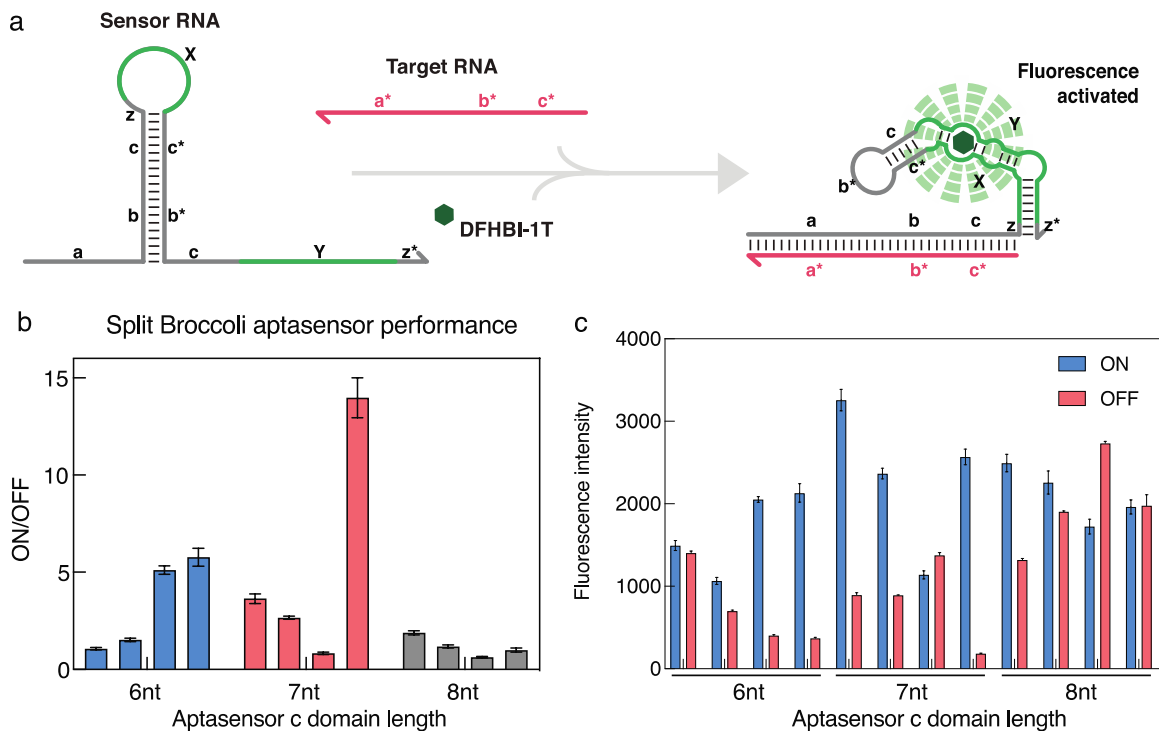 a
Sensor RNA
X
z
c
c*
b
b*
a
c
Y
z*
Target RNA
a*
b*
c*
DFHBI-1T
Fluorescence
activated
Y
c
c*
b*
X
a
b
c
z
z*
a*
b*
c*
b
Split Broccoli aptasensor performance
15
10
5
0
ON/OFF
6nt
7nt
8nt
Aptasensor c domain length
c
4000
3000
2000
1000
0
Fluorescence intensity
ON
OFF
6nt
7nt
8nt
Aptasensor c domain length